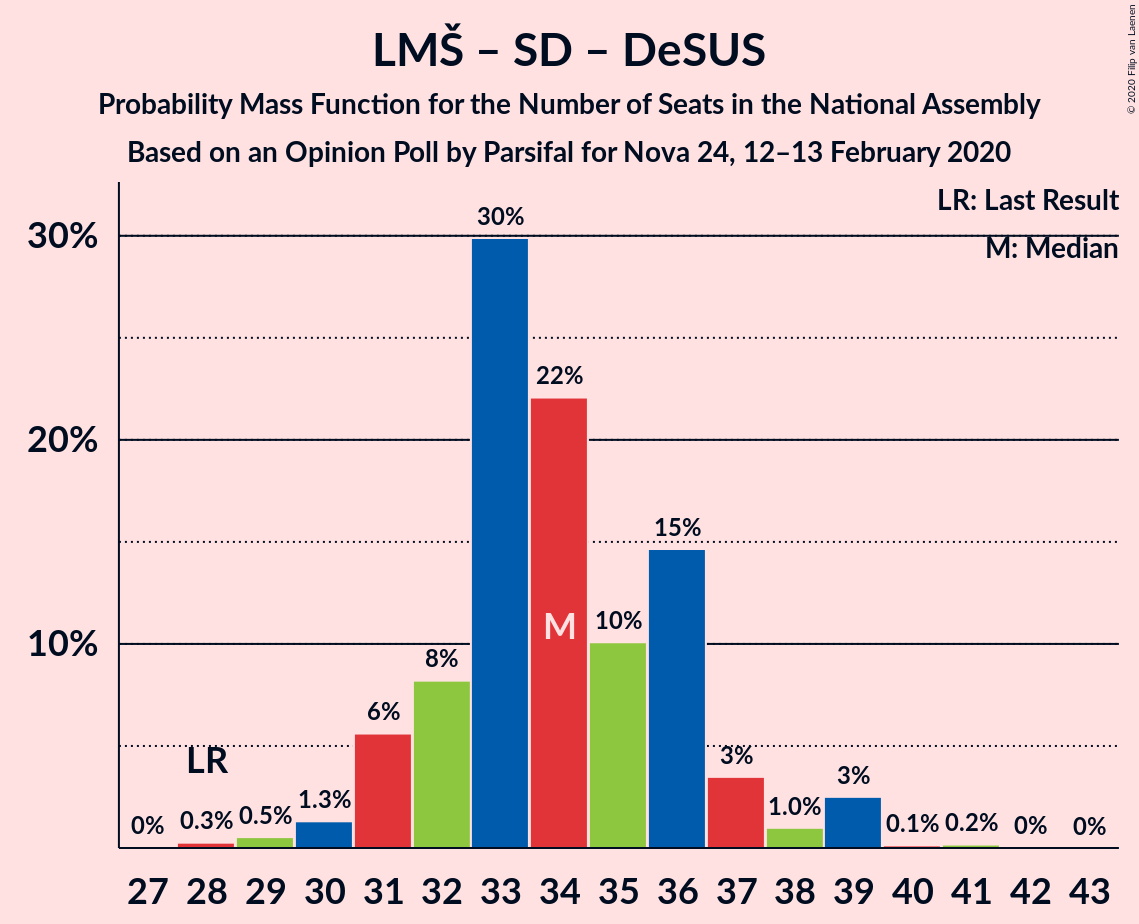 LMŠ – SD – DeSUS
Probability Mass Function for the Number of Seats in the National Assembly
Based on an Opinion Poll by Parsifal for Nova 24, 12–13 February 2020
© 2020 Filip van Laenen
LR: Last Result
M: Median
30%
20%
10%
0%
LR
0.3%
0.5%
1.3%
6%
8%
30%
22%
M
10%
15%
3%
1.0%
3%
0.1%
0.2%
0%
0%
27 28 29 30 31 32 33 34 35 36 37 38 39 40 41 42 43